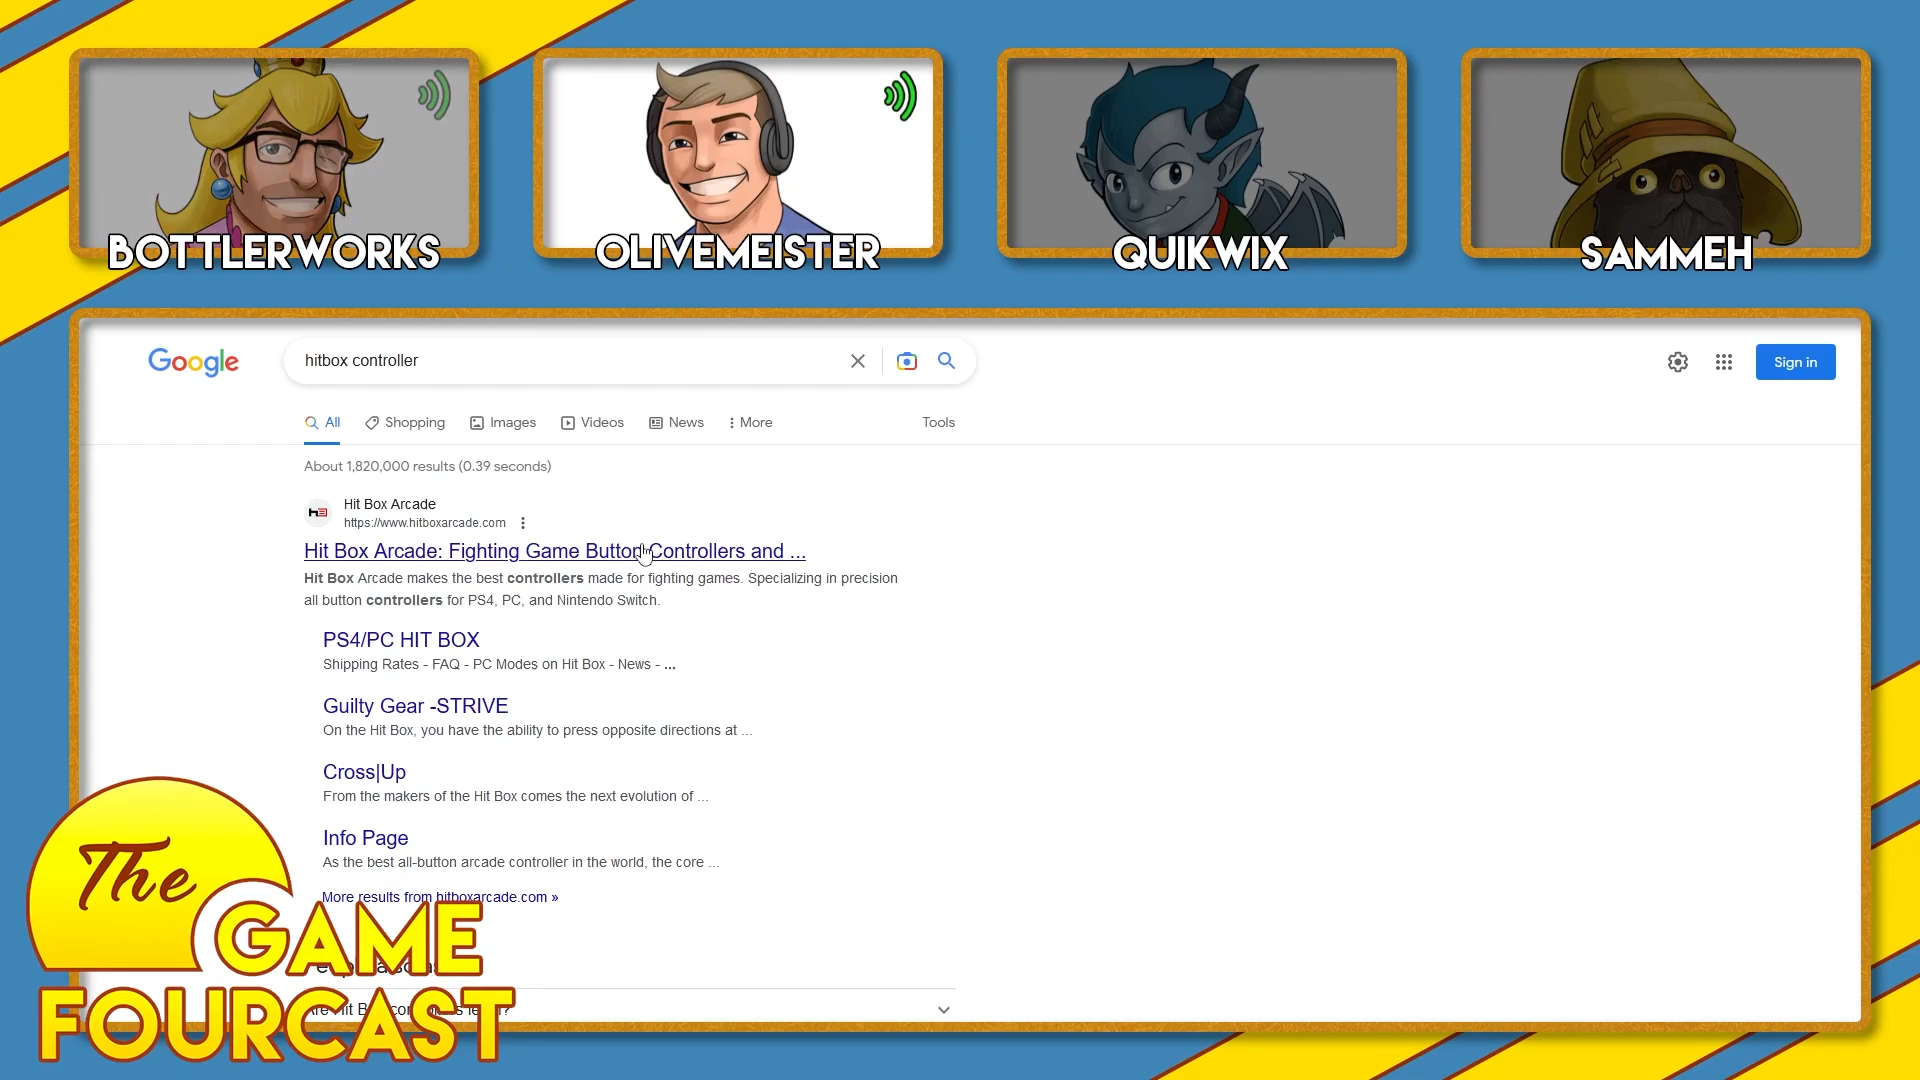 BOTTLERWORKS
OLIVEMEISTER
QUIKWIX
SAMMEH
Google
hitbox controller
Sign in
All
Shopping
Images
Videos
News
More
Tools
About 1,820,000 results (0.39 seconds)
Hit Box Arcade
https://www.hitboxarcade.com
Hit Box Arcade: Fighting Game Button Controllers and ...
Hit Box Arcade makes the best controllers made for fighting games. Specializing in precision
all button controllers for PS4, PC, and Nintendo Switch.
PS4/PC HIT BOX
Shipping Rates - FAQ - PC Modes on Hit Box - News - ...
Guilty Gear -STRIVE
On the Hit Box, you have the ability to press opposite directions at ...
Cross|Up
From the makers of the Hit Box comes the next evolution of ...
Info Page
As the best all-button arcade controller in the world, the core ...
More results from hitboxarcade.com »
The
GAME
FOURCAST